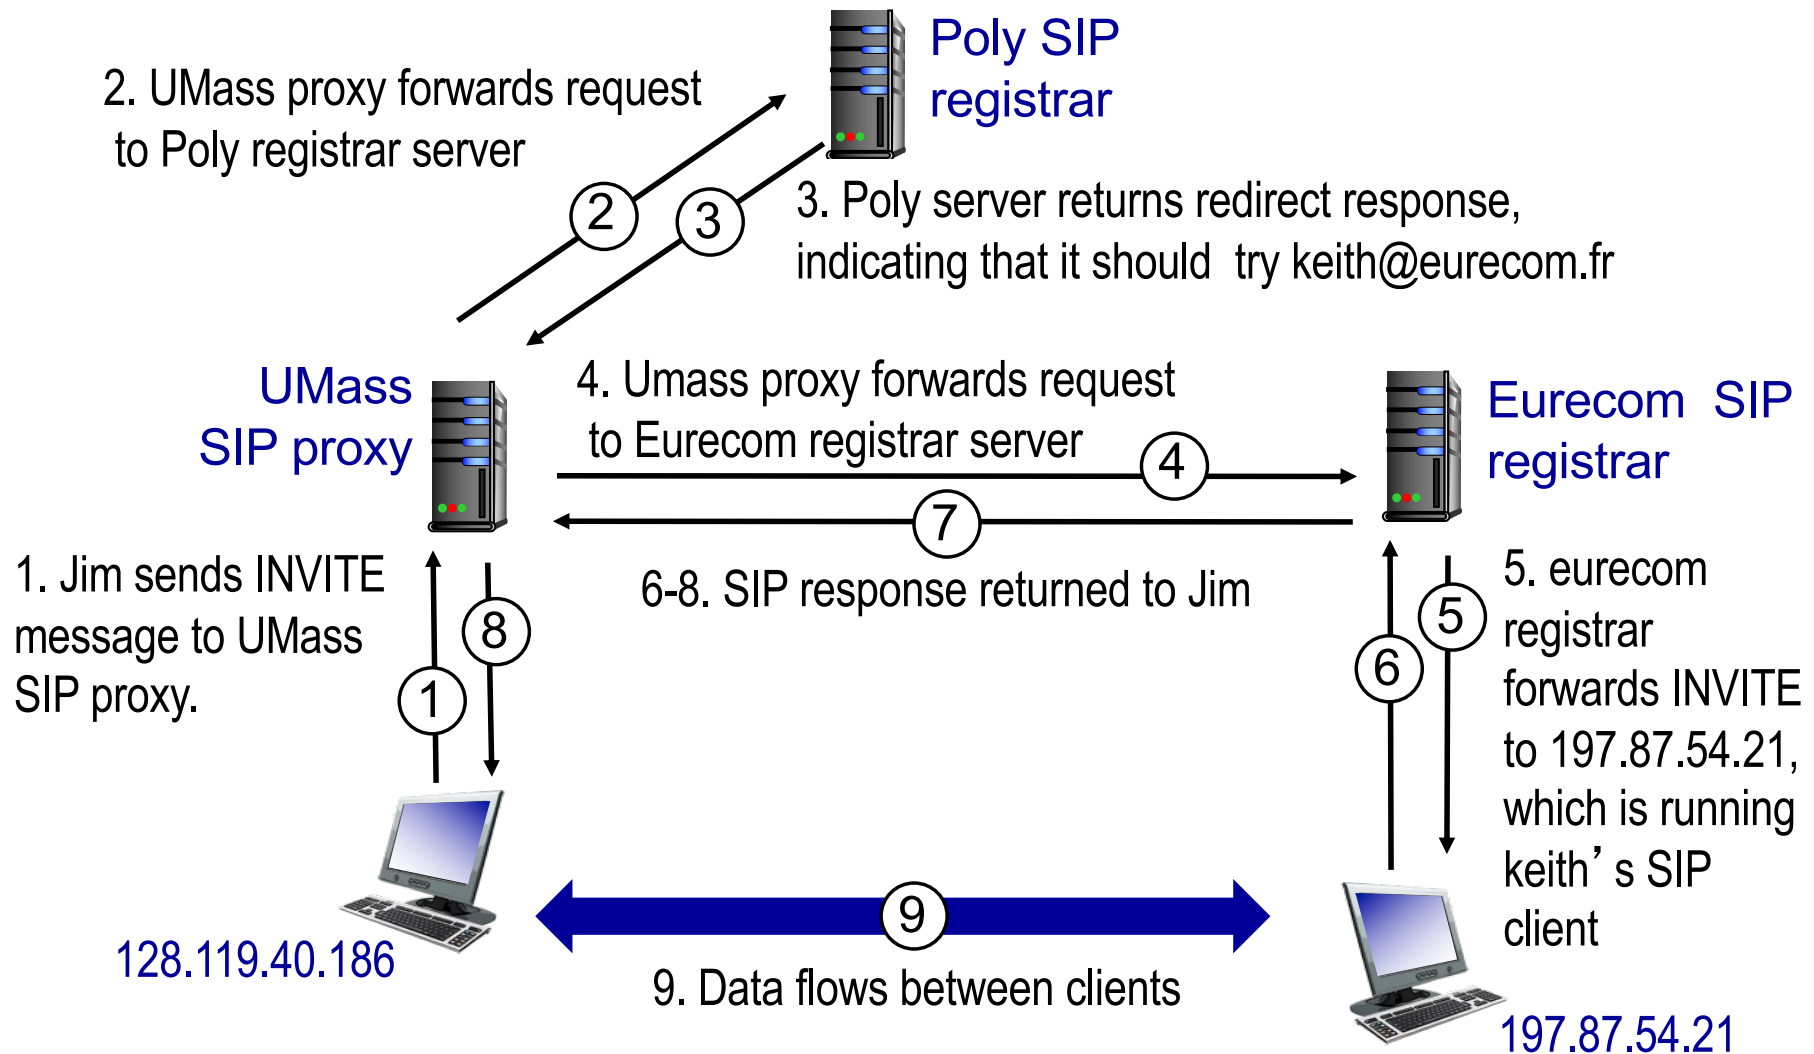 Poly SIP
registrar
2. UMass proxy forwards request
to Poly registrar server
2
3
3. Poly server returns redirect response,
indicating that it should  try keith@eurecom.fr
UMass
SIP proxy
4. Umass proxy forwards request
to Eurecom registrar server
4
Eurecom  SIP
registrar
7
6-8. SIP response returned to Jim
1. Jim sends INVITE
message to UMass
SIP proxy.
8
1
5
6
5. eurecom
registrar
forwards INVITE
to 197.87.54.21,
which is running
keith’ s SIP
client
128.119.40.186
9
9. Data flows between clients
197.87.54.21